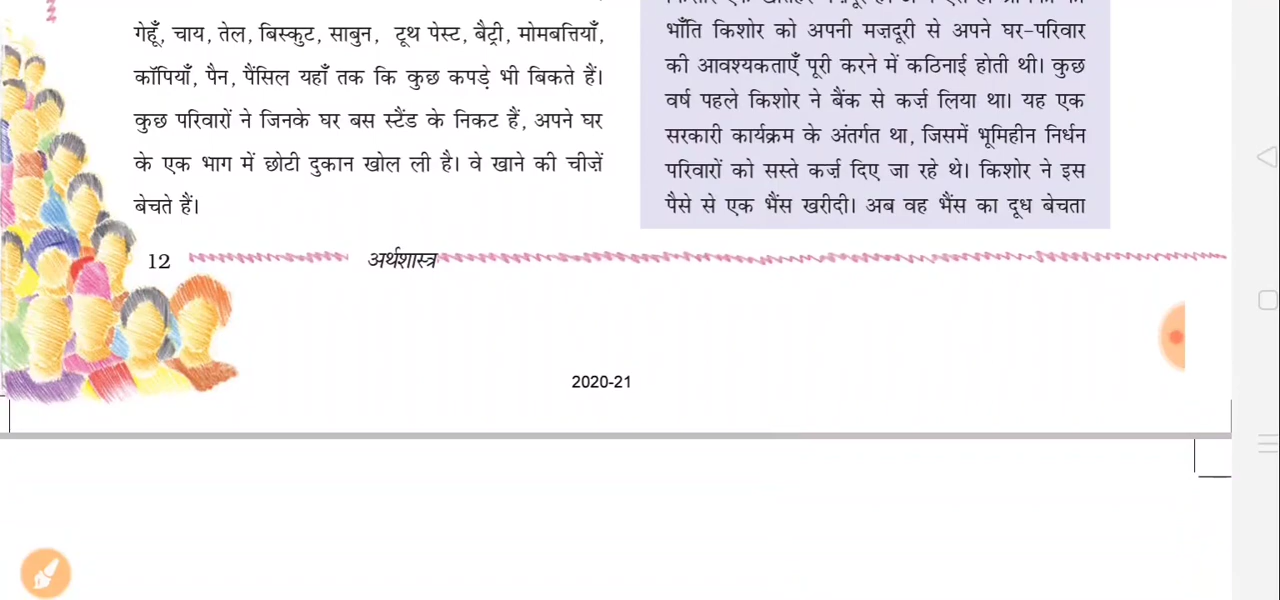 गेहूँ, चाय, तेल, बिस्कुट, साबुन, टूथ पेस्ट, बैट्री, मोमबत्तियाँ,
कॉपियाँ, पैन, पैंसिल यहाँ तक कि कुछ कपड़े भी बिकते हैं।
कुछ परिवारों ने जिनके घर बस स्टैंड के निकट हैं, अपने घर
के एक भाग में छोटी दुकान खोल ली है। वे खाने की चीज़ें
बेचते हैं।
भाँति किशोर को अपनी मज़दूरी से अपने घर-परिवार
की आवश्यकताएँ पूरी करने में कठिनाई होती थी। कुछ
वर्ष पहले किशोर ने बैंक से कर्ज़ लिया था। यह एक
सरकारी कार्यक्रम के अंतर्गत था, जिसमें भूमिहीन निर्धन
परिवारों को सस्ते कर्ज़ दिए जा रहे थे। किशोर ने इस
पैसे से एक भैंस खरीदी। अब वह भैंस का दूध बेचता
12 अर्थशास्त्र
2020-21